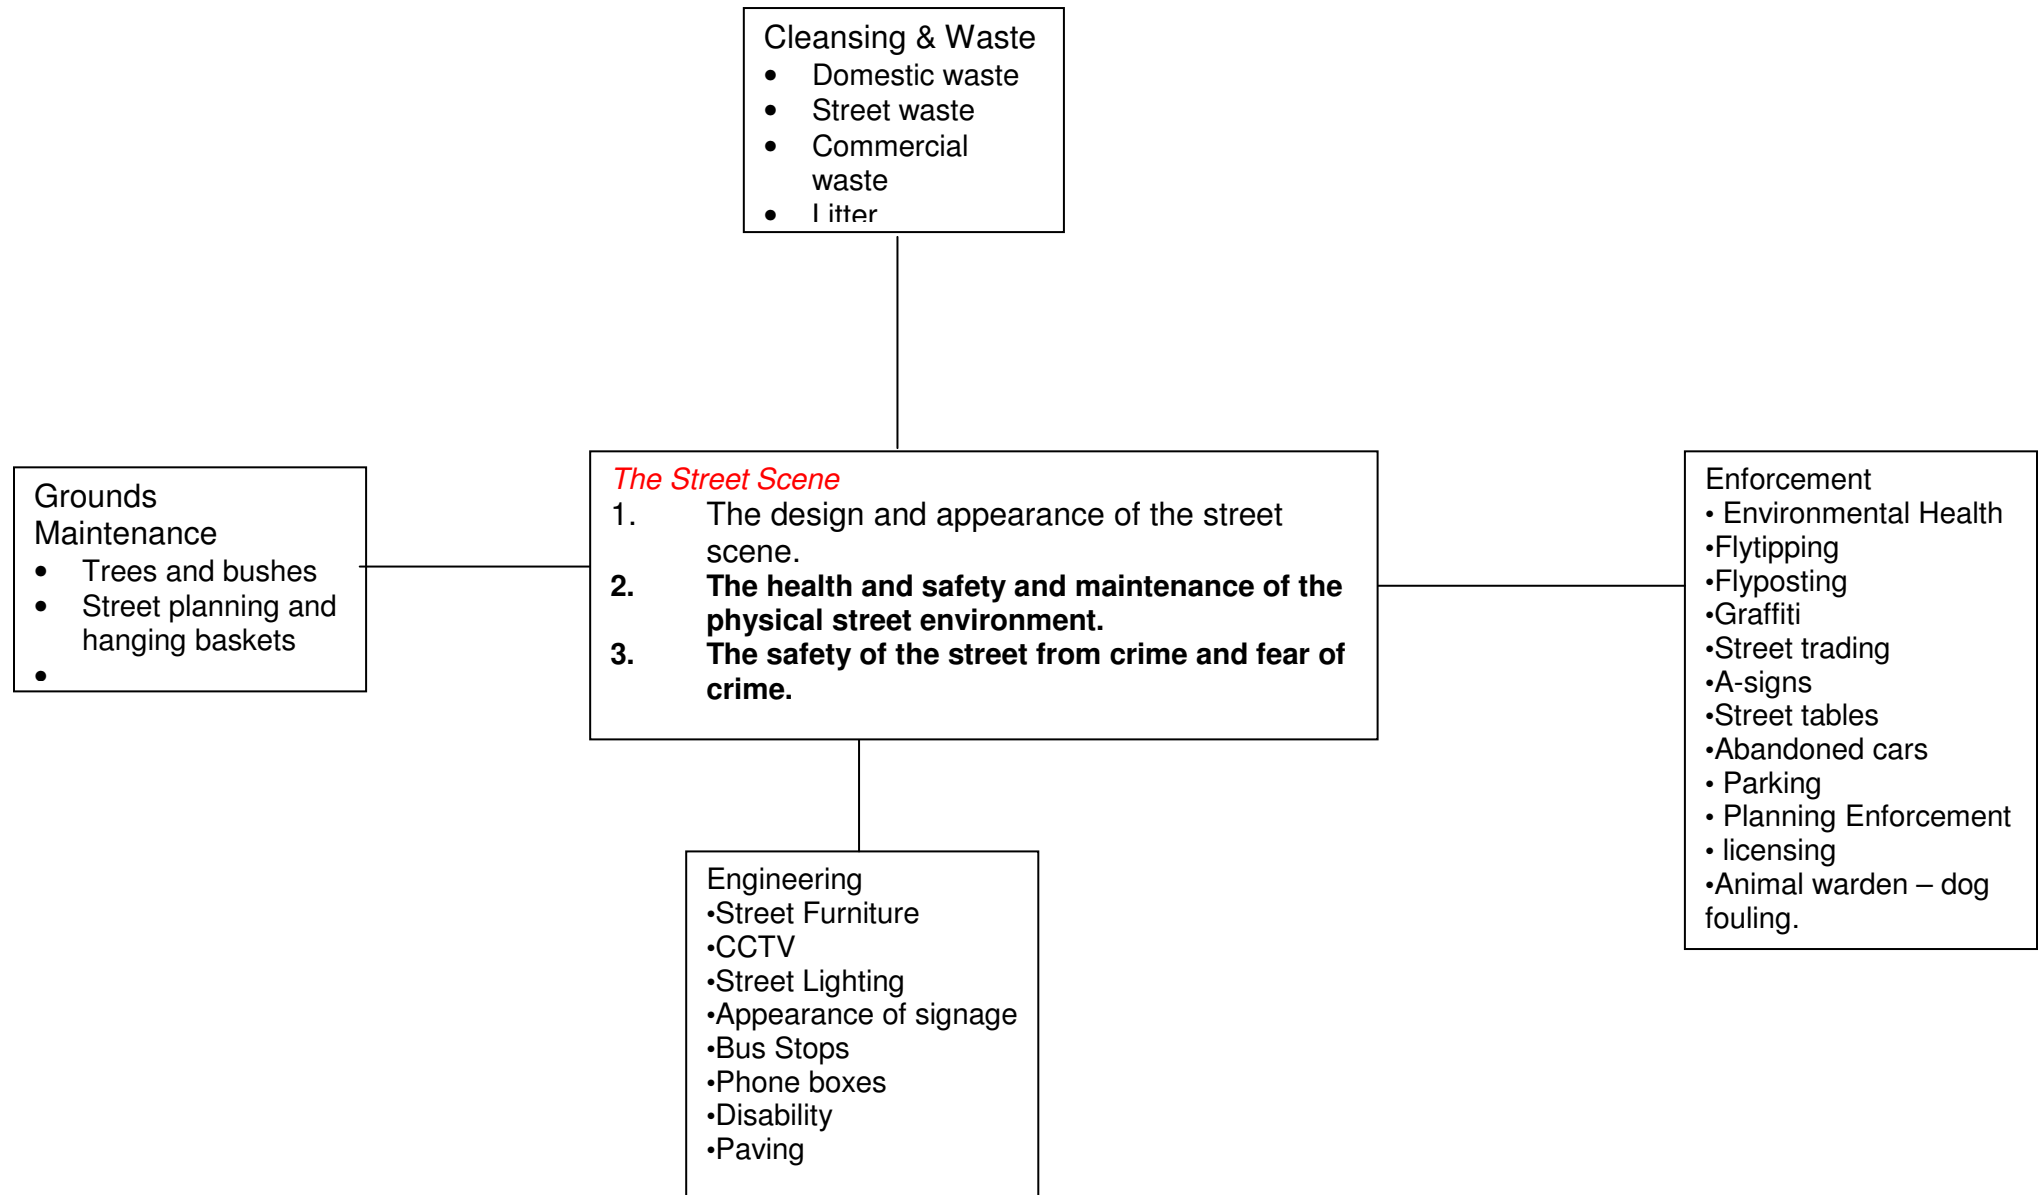 Cleansing & Waste
• Domestic waste
• Street waste
• Commercial
waste
• Litter
Grounds
Maintenance
• Trees and bushes
• Street planning and
hanging baskets
•
The Street Scene
1. The design and appearance of the street
scene.
2. The health and safety and maintenance of the
physical street environment.
3. The safety of the street from crime and fear of
crime.
Enforcement
• Environmental Health
•Flytipping
•Flyposting
•Graffiti
•Street trading
•A-signs
•Street tables
•Abandoned cars
• Parking
• Planning Enforcement
• licensing
•Animal warden – dog
fouling.
Engineering
•Street Furniture
•CCTV
•Street Lighting
•Appearance of signage
•Bus Stops
•Phone boxes
•Disability
•Paving